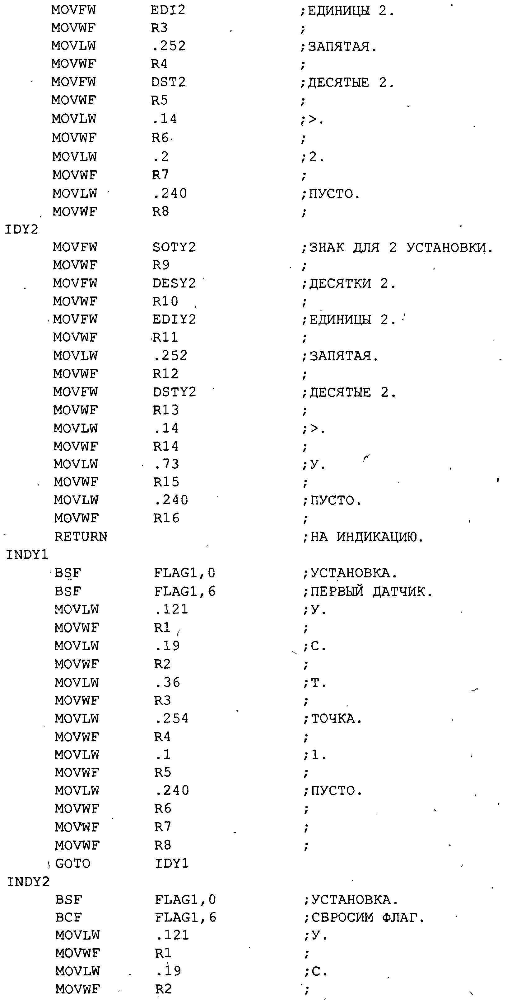 MOVFW EDI2 ;ЕДИНИЦЫ 2.
MOVWF R3 ;
MOVLW .252 ;ЗАПЯТАЯ.
MOVWF R4 ;
MOVFW DST2 ;ДЕСЯТЫЕ 2.
MOVWF R5 ;
MOVLW .14 ;>.
MOVWF R6 ;
MOVLW .2 ;2.
MOVWF R7 ;
MOVLW .240 ;ПУСТО.
MOVWF R8 ;
IDY2
MOVFW SOTY2 ;ЗНАК ДЛЯ 2 УСТАНОВКИ.
MOVWF R9 ;
MOVFW DESY2 ;ДЕСЯТКИ 2.
MOVWF R10 ;
MOVFW EDIY2 ;ЕДИНИЦЫ 2.
MOVWF R11 ;
MOVLW .252 ;ЗАПЯТАЯ.
MOVWF R12 ;
MOVFW DSTY2 ;ДЕСЯТЫЕ 2.
MOVWF R13 ;
MOVLW .14 ;>.
MOVWF R14 ;
MOVLW .73 ;У.
MOVWF R15 ;
MOVLW .240 ;ПУСТО.
MOVWF R16 ;
RETURN ;НА ИНДИКАЦИЮ.
INDY1
BSF FLAG1,0 ;УСТАНОВКА.
BSF FLAG1,6 ;ПЕРВЫЙ ДАТЧИК.
MOVLW .121 ;У.
MOVWF R1 ;
MOVLW .19 ;С.
MOVWF R2 ;
MOVLW .36 ;Т.
MOVWF R3 ;
MOVLW .254 ;ТОЧКА.
MOVWF R4 ;
MOVLW .1 ;1.
MOVWF R5 ;
MOVLW .240 ;ПУСТО.
MOVWF R6 ;
MOVWF R7 ;
MOVWF R8 ;
GOTO IDY1
INDY2
BSF FLAG1,0 ;УСТАНОВКА.
BCF FLAG1,6 ;СБРОСИМ ФЛАГ.
MOVLW .121 ;У.
MOVWF R1 ;
MOVLW .19 ;С.
MOVWF R2 ;